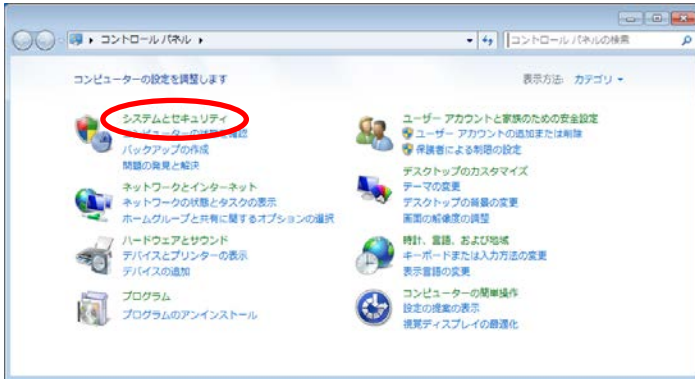 コントロール パネル
コントロール パネルの検索
コンピューターの設定を調整します
表示方法: カテゴリ
システムとセキュリティ
コンピューターの状態を確認
バックアップの作成
問題の発見と解決
ネットワークとインターネット
ネットワークの状態とタスクの表示
ホームグループと共有に関するオプションの選択
ハードウェアとサウンド
デバイスとプリンターの表示
デバイスの追加
プログラム
プログラムのアンインストール
ユーザー アカウントと家族のための安全設定
ユーザー アカウントの追加または削除
保護者による制限の設定
デスクトップのカスタマイズ
テーマの変更
デスクトップの背景の変更
画面の解像度の調整
時計、言語、および地域
キーボードまたは入力方法の変更
表示言語の変更
コンピューターの簡単操作
設定の提案の表示
視覚ディスプレイの最適化